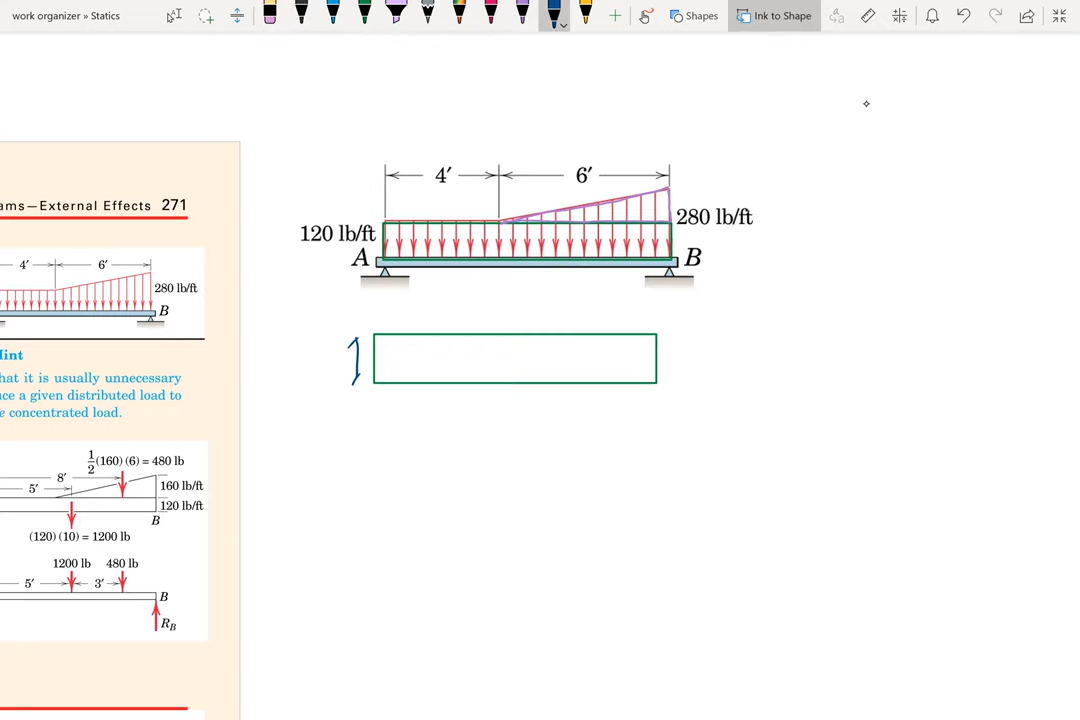 work organizer » Statics
Shapes
Ink to Shape
ams—External Effects 271
4′ 6′
280 lb/ft
B
Hint
hat it is usually unnecessary
uce a given distributed load to
e concentrated load.
1/2 (160) (6) = 480 lb
8′
5′
160 lb/ft
120 lb/ft
B
(120) (10) = 1200 lb
1200 lb 480 lb
5′ 3′
B
R_B
4′ 6′
120 lb/ft
280 lb/ft
A B